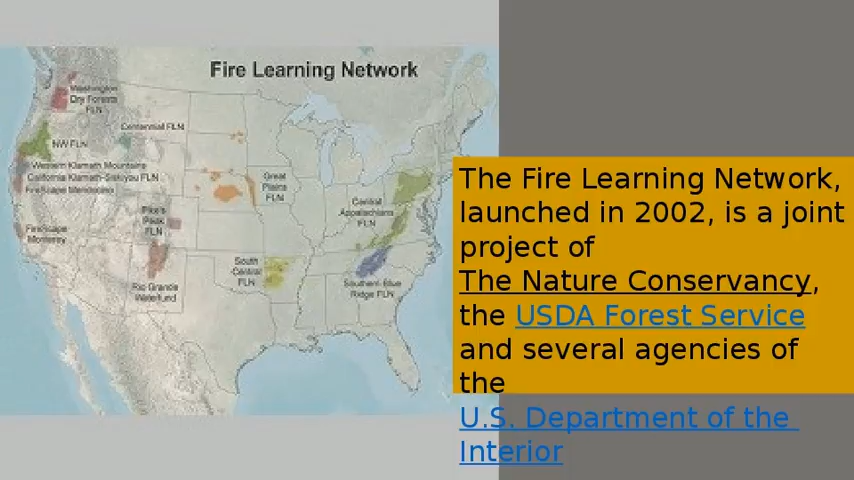 Fire Learning Network
Washington
Dry Forests
FLN
Centennial FLN
NW FLN
Western Klamath Mountains
California Klamath-Siskiyou FLN
FireScape Mendocino
Great
Plains
FLN
Central
Appalachians
FLN
Pike's
Peak
FLN
FireScape
Monterey
South
Central
FLN
Rio Grande
Waterfund
Southern Blue
Ridge FLN
The Fire Learning Network,
launched in 2002, is a joint
project of
The Nature Conservancy,
the USDA Forest Service
and several agencies of
the
U.S. Department of the
Interior